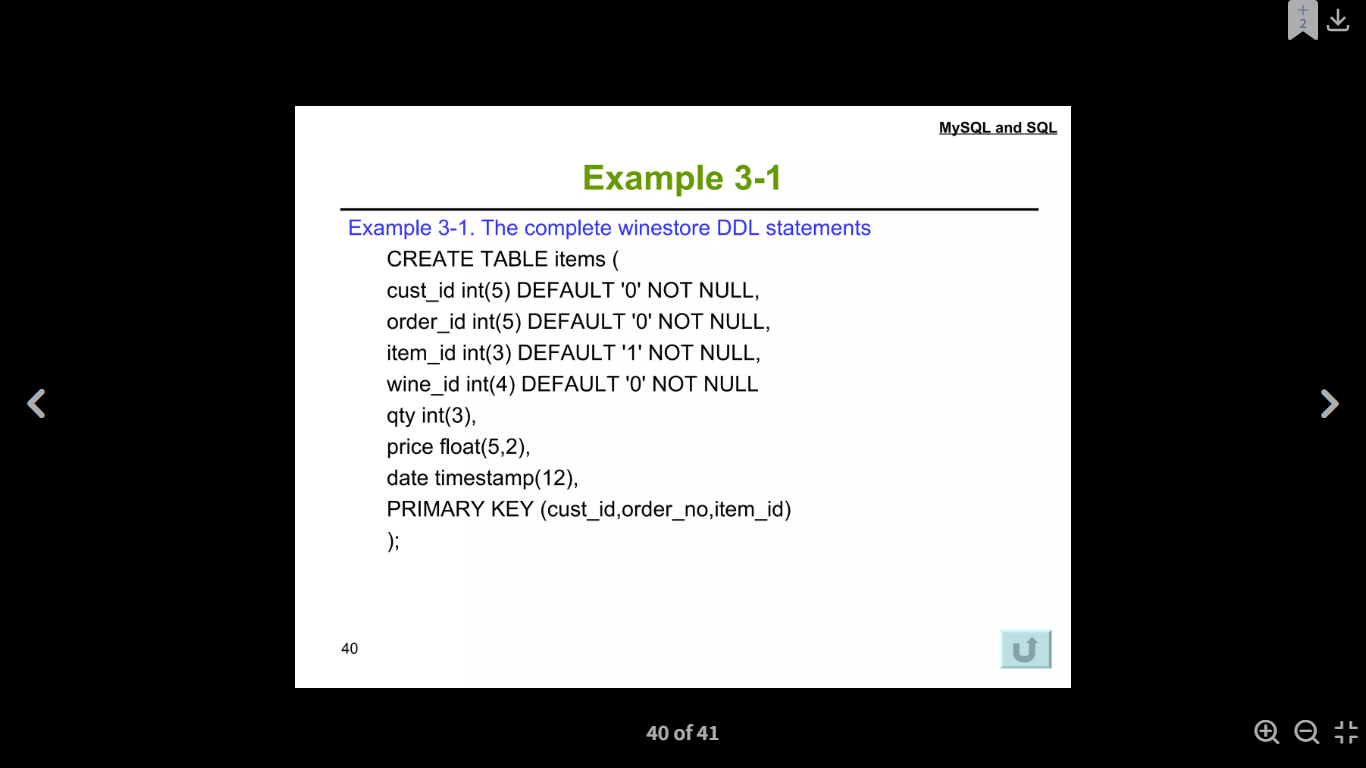 +
2
MySQL and SQL
Example 3-1
Example 3-1. The complete winestore DDL statements
CREATE TABLE items (
cust_id int(5) DEFAULT '0' NOT NULL,
order_id int(5) DEFAULT '0' NOT NULL,
item_id int(3) DEFAULT '1' NOT NULL,
wine_id int(4) DEFAULT '0' NOT NULL
qty int(3),
price float(5,2),
date timestamp(12),
PRIMARY KEY (cust_id,order_no,item_id)
);
40
40 of 41